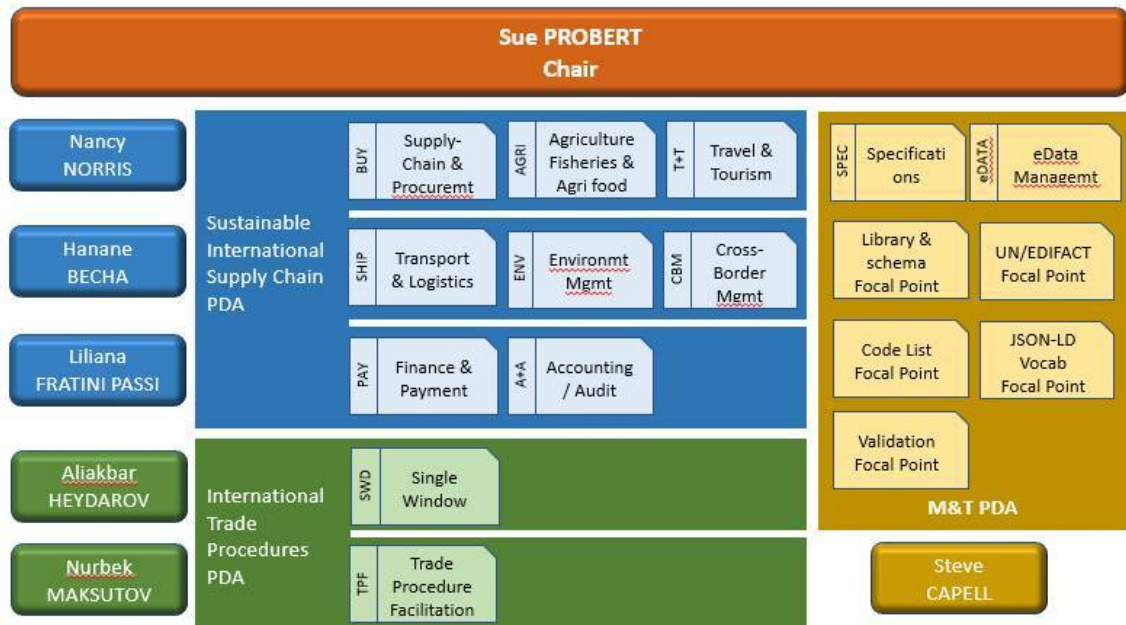 Sue PROBERT
Chair
Nancy
NORRIS
Hanane
BECHA
Liliana
FRATINI PASSI
Aliakbar
HEYDAROV
Nurbek
MAKSUTOV
Sustainable
International
Supply Chain
PDA
BUY
Supply-
Chain &
Procuremt
AGRI
Agriculture
Fisheries &
Agri food
T+T
Travel &
Tourism
SHIP
Transport
& Logistics
ENV
Environmt
Mgmt
CBM
Cross-
Border
Mgmt
PAY
Finance &
Payment
A+A
Accounting
/ Audit
International
Trade
Procedures
PDA
SWD
Single
Window
TPF
Trade
Procedure
Facilitation
SPEC
Specificati
ons
eDATA
eData
Managemt
Library &
schema
Focal Point
UN/EDIFACT
Focal Point
Code List
Focal Point
JSON-LD
Vocab
Focal Point
Validation
Focal Point
M&T PDA
Steve
CAPELL